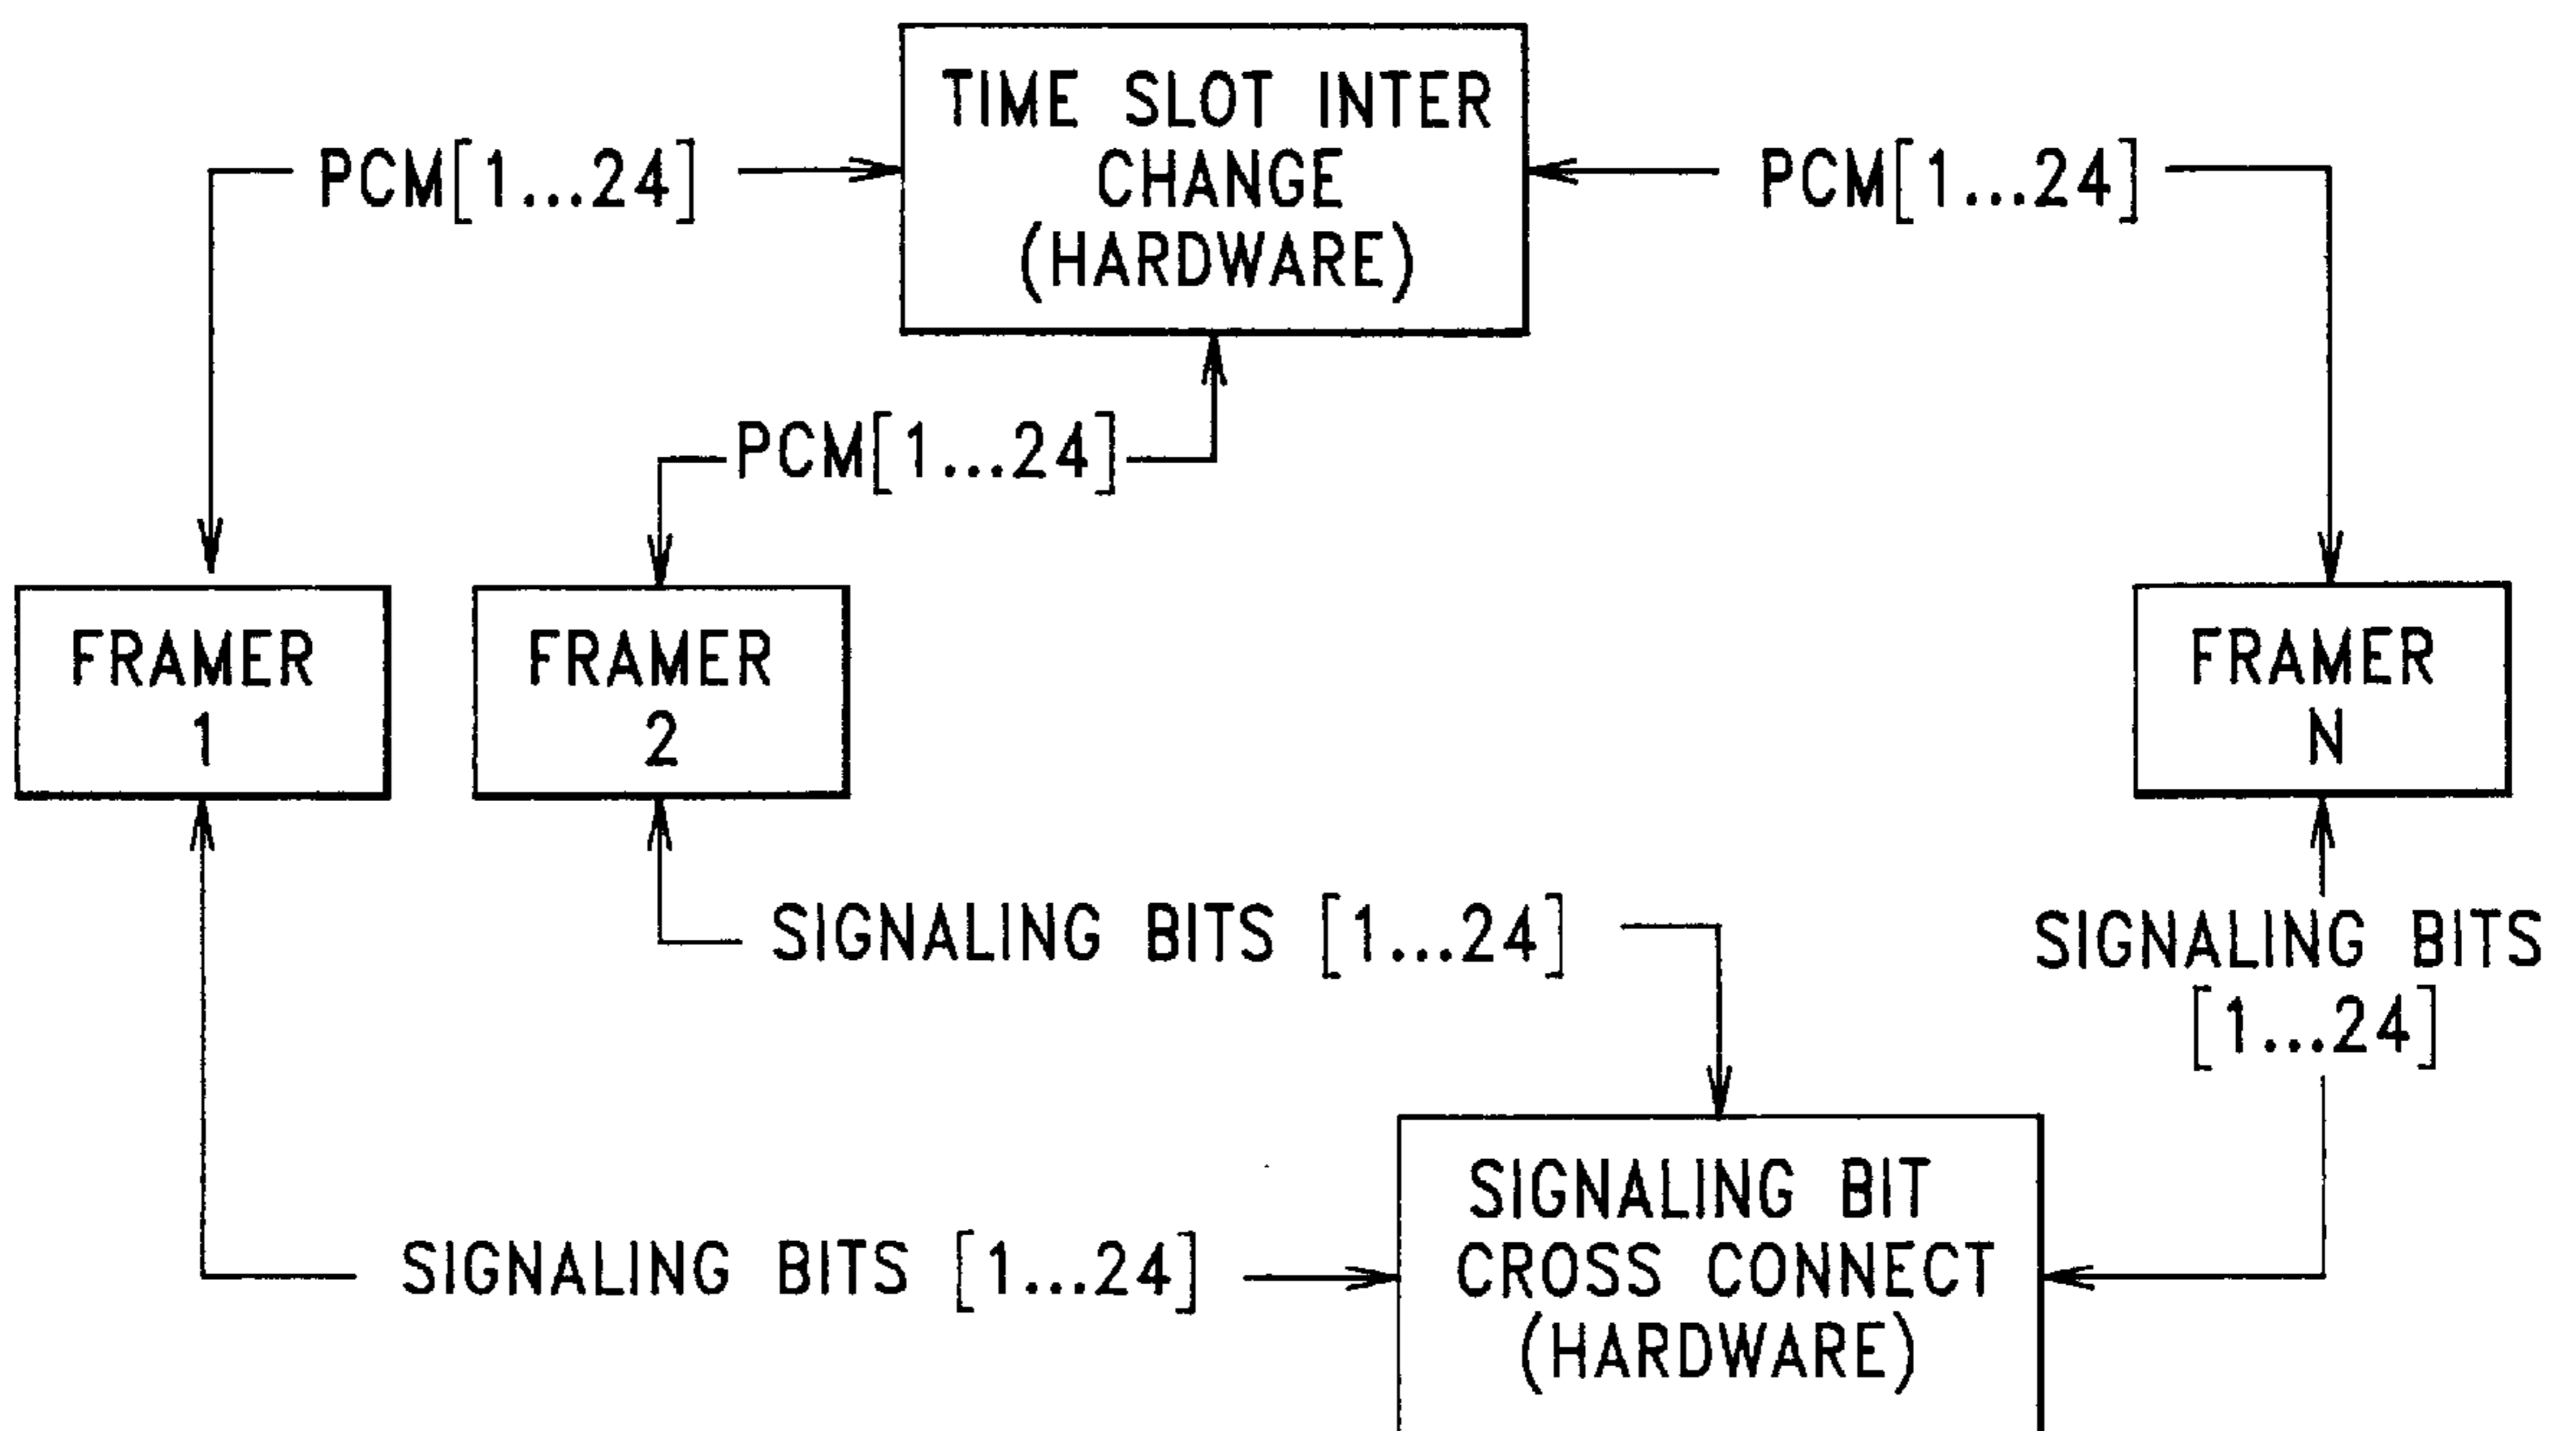 TIME SLOT INTER
CHANGE
(HARDWARE)
PCM[1...24]
PCM[1...24]
PCM[1...24]
FRAMER
1
FRAMER
2
FRAMER
N
SIGNALING BITS [1...24]
SIGNALING BITS
[1...24]
SIGNALING BITS [1...24]
SIGNALING BIT
CROSS CONNECT
(HARDWARE)